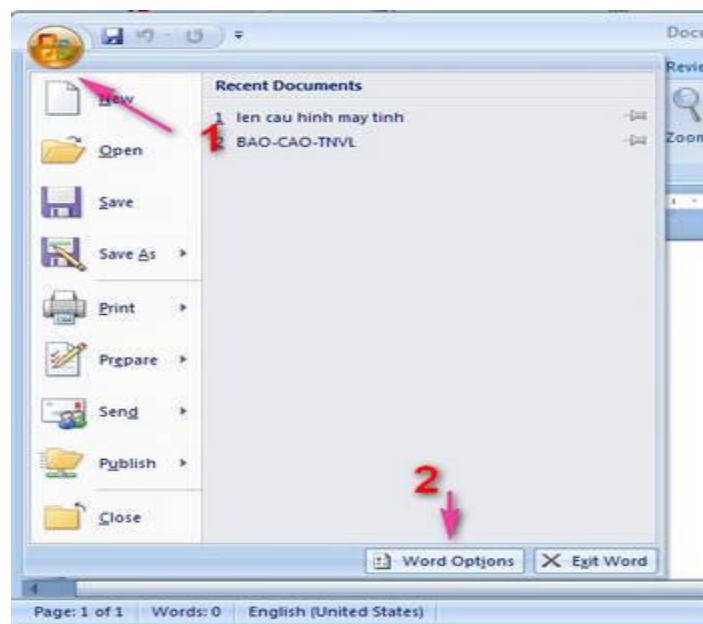 Docu
Revie
Recent Documents
New
1 len cau hinh may tinh
1
Zoon
2 BAO-CAO-TNVL
Open
Save
Save As
Print
Prepare
Send
Publish
2
Close
Word Options
Exit Word
Page: 1 of 1 Words: 0 English (United States)